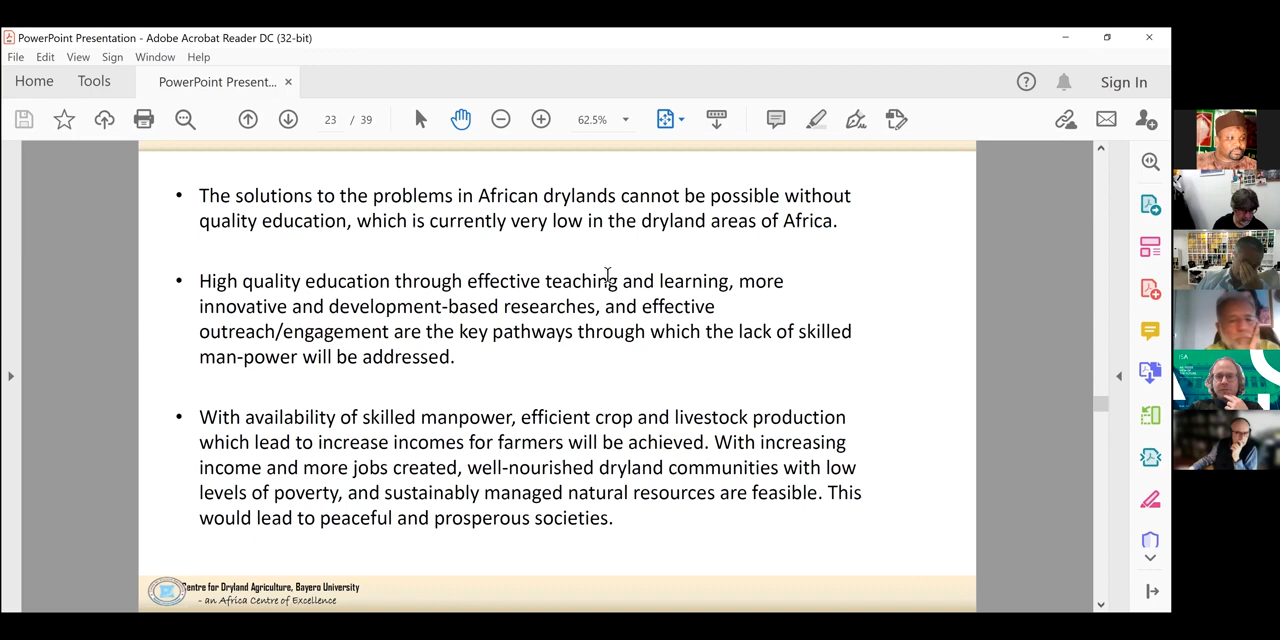 PowerPoint Presentation - Adobe Acrobat Reader DC (32-bit)
File Edit View Sign Window Help
Home Tools PowerPoint Present... × Sign In
23 / 39 62.5%
• The solutions to the problems in African drylands cannot be possible without
quality education, which is currently very low in the dryland areas of Africa.
• High quality education through effective teaching and learning, more
innovative and development-based researches, and effective
outreach/engagement are the key pathways through which the lack of skilled
man-power will be addressed.
• With availability of skilled manpower, efficient crop and livestock production
which lead to increase incomes for farmers will be achieved. With increasing
income and more jobs created, well-nourished dryland communities with low
levels of poverty, and sustainably managed natural resources are feasible. This
would lead to peaceful and prosperous societies.
Centre for Dryland Agriculture, Bayero University
- an Africa Centre of Excellence